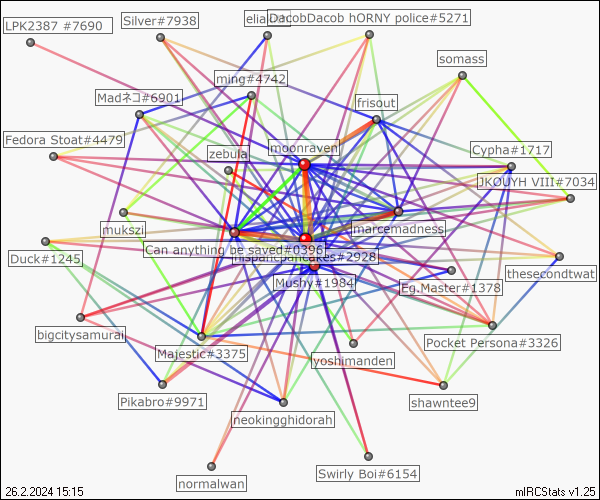 LPK2387 #7690
Silver#7938
DacobDacob hORNY police#5271
somass
ming#4742
Madネコ#6901
frisout
Fedora Stoat#4479
zebula
moonraven
Cypha#1717
JKOUYH VIII#7034
mukszi
marcemadness
Can anything be saved#0396
Duck#1245
thesecondtwat
Mushy#1984
Eg.Master#1378
bigcitysamurai
Majestic#3375
yoshimanden
Pocket Persona#3326
Pikabro#9971
neokingghidorah
shawntee9
normalwan
Swirly Boi#6154
26.2.2024 15:15
mIRCStats v1.25